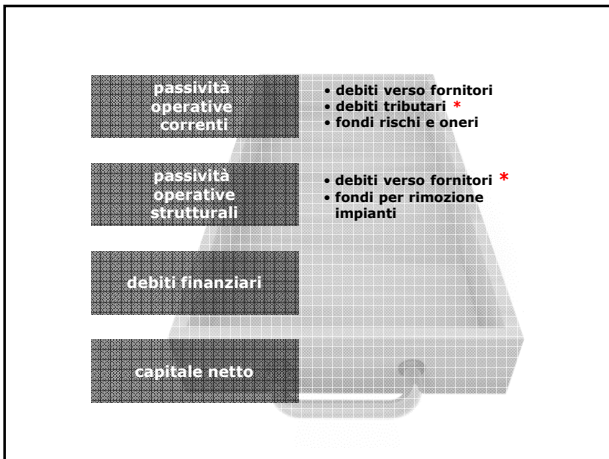 passività
operative
correnti
• debiti verso fornitori
• debiti tributari *
• fondi rischi e oneri
passività
operative
strutturali
• debiti verso fornitori *
• fondi per rimozione
impianti
debiti finanziari
capitale netto